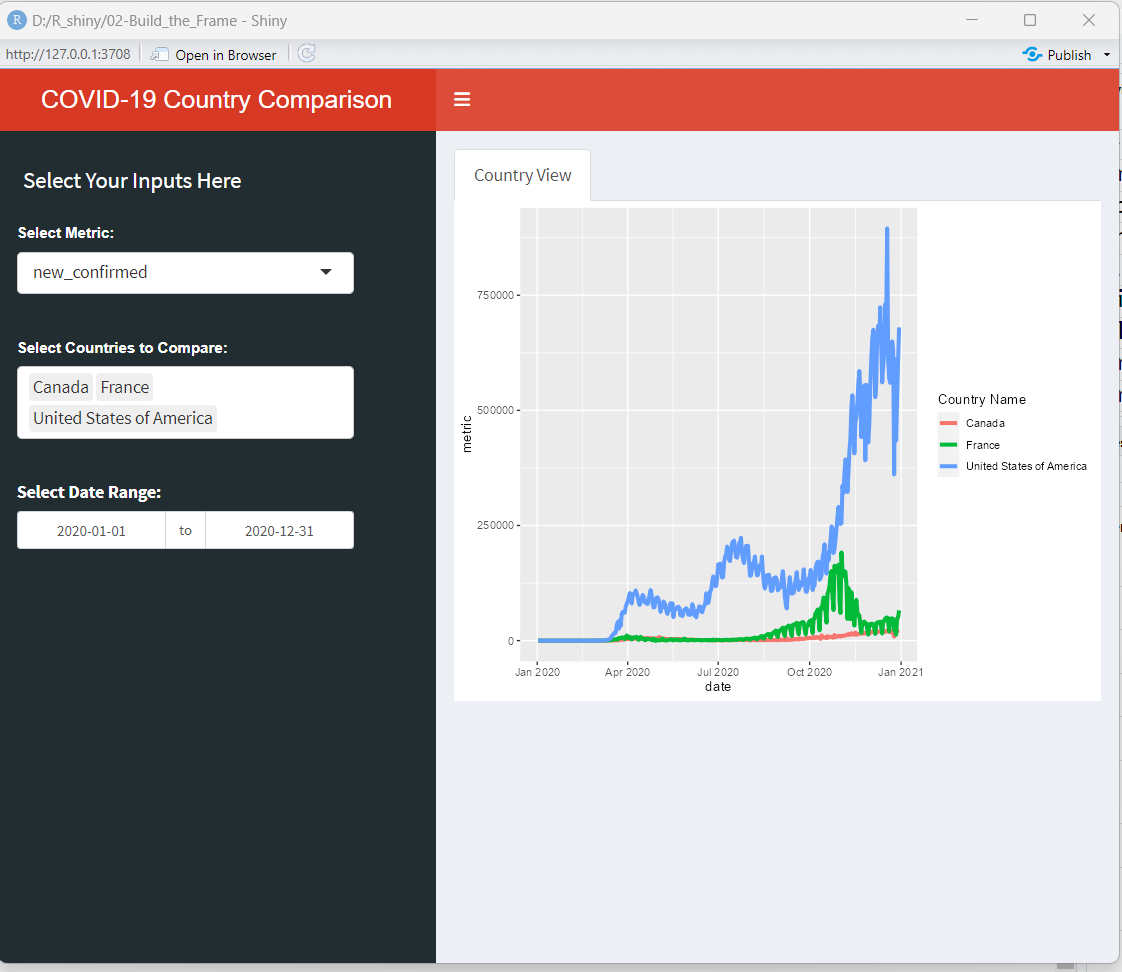 D:/R_shiny/02-Build_the_Frame - Shiny
http://127.0.0.1:3708 Open in Browser Publish
COVID-19 Country Comparison
Select Your Inputs Here
Select Metric:
new_confirmed
Select Countries to Compare:
Canada France
United States of America
Select Date Range:
2020-01-01 to 2020-12-31
Country View
750000
500000
250000
0
metric
Jan 2020 Apr 2020 Jul 2020 Oct 2020 Jan 2021
date
Country Name
Canada
France
United States of America